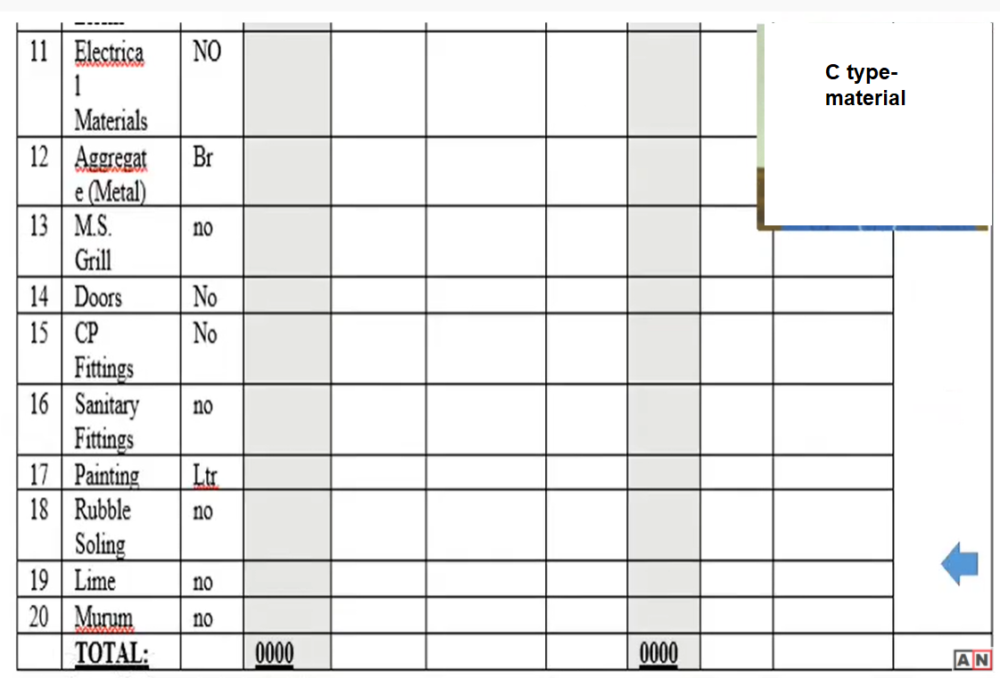 11 Electrica NO
l
Materials
C type-
material
12 Aggregat Br
e (Metal)
13 M.S. no
Grill
14 Doors No
15 CP No
Fittings
16 Sanitary no
Fittings
17 Painting Ltr
18 Rubble no
Soling
19 Lime no
20 Murum no
TOTAL: 0000 0000
AN